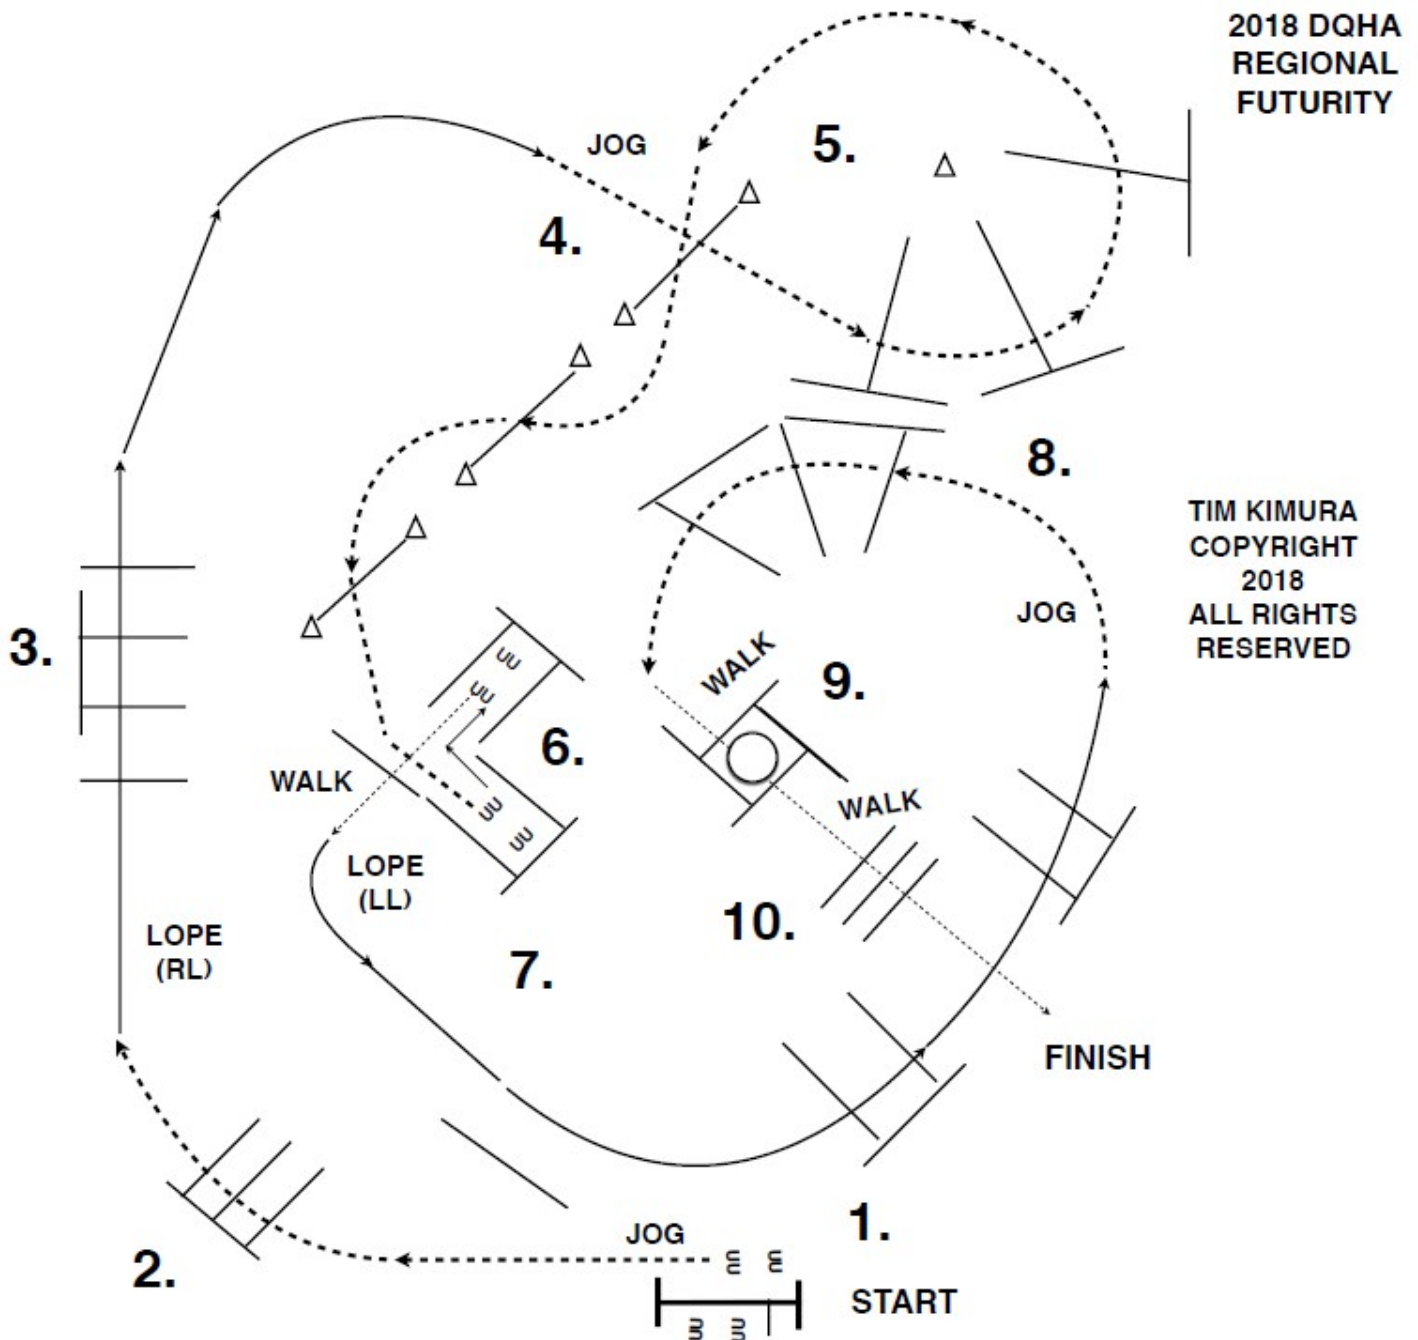 2018 DQHA
REGIONAL
FUTURITY
JOG
5.
4.
8.
TIM KIMURA
COPYRIGHT
2018
ALL RIGHTS
RESERVED
JOG
3.
WALK
9.
6.
WALK
WALK
LOPE
(LL)
10.
LOPE
(RL)
7.
FINISH
1.
JOG
2.
START